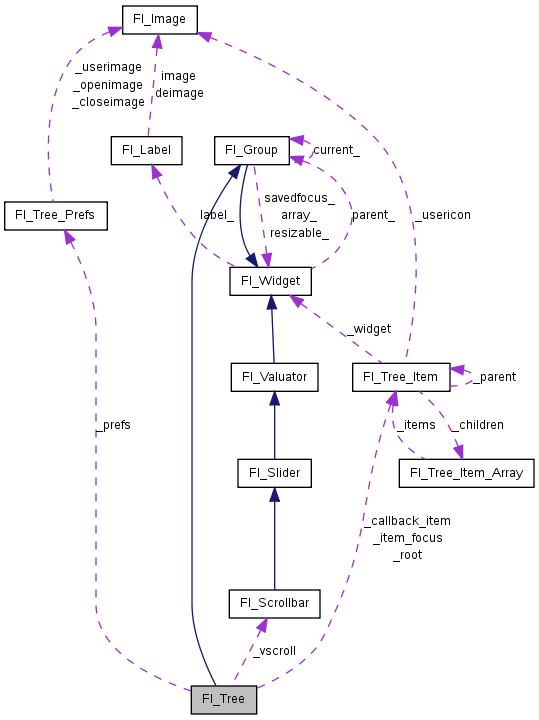 Fl_Image
_userimage
_openimage
_closeimage
image
deimage
Fl_Label
Fl_Group
current_
Fl_Tree_Prefs
label_
savedfocus_
array_
resizable_
parent_
_usericon
Fl_Widget
_widget
Fl_Valuator
Fl_Tree_Item
_parent
_prefs
_items
_children
Fl_Slider
Fl_Tree_Item_Array
_callback_item
_item_focus
_root
Fl_Scrollbar
_vscroll
Fl_Tree